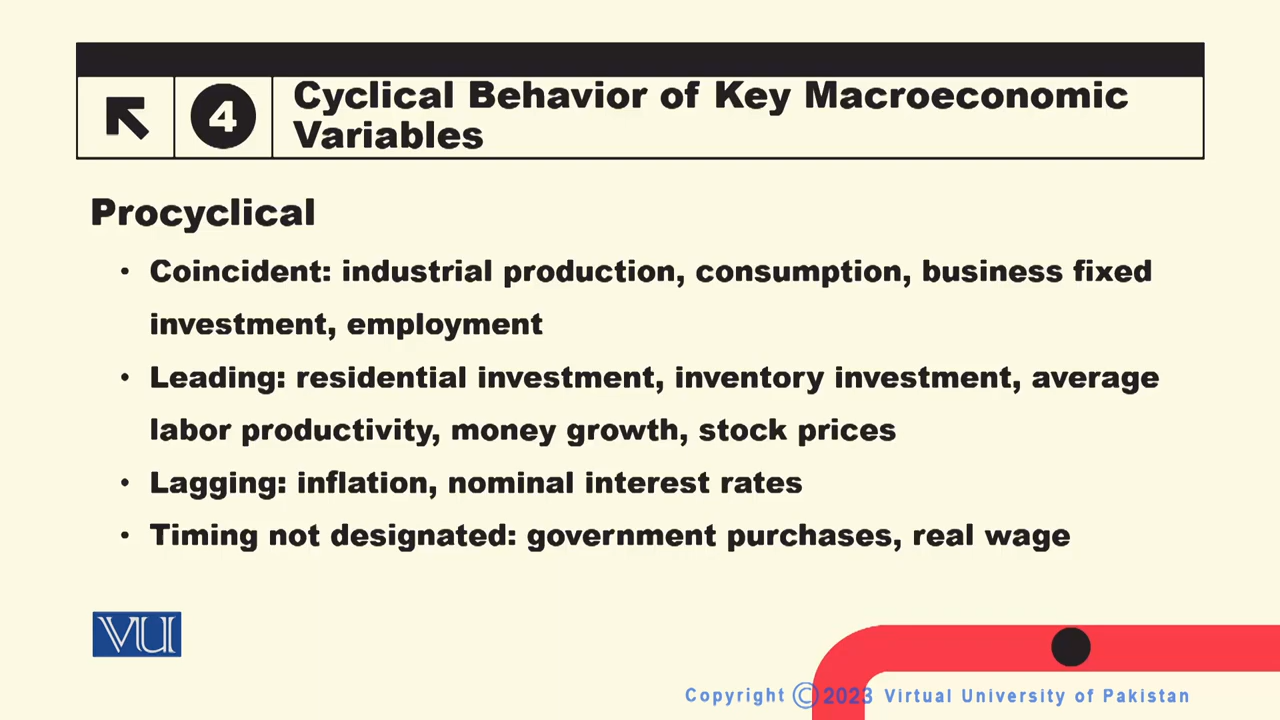 4
Cyclical Behavior of Key Macroeconomic
Variables
Procyclical
• Coincident: industrial production, consumption, business fixed
investment, employment
• Leading: residential investment, inventory investment, average
labor productivity, money growth, stock prices
• Lagging: inflation, nominal interest rates
• Timing not designated: government purchases, real wage
VU
Copyright © 2023 Virtual University of Pakistan